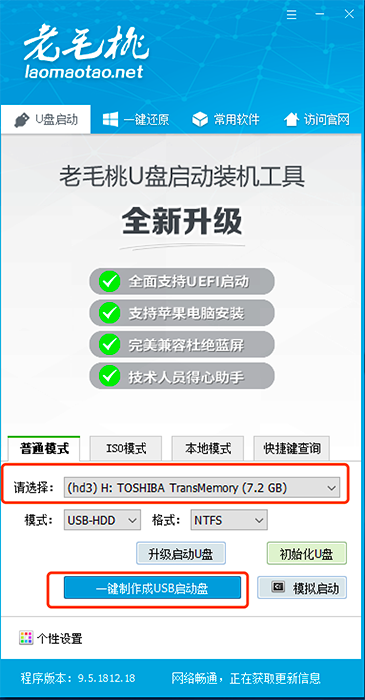 老毛桃
laomaotao.net
U盘启动 一键还原 常用软件 访问官网
老毛桃U盘启动装机工具
全新升级
全面支持UEFI启动
支持苹果电脑安装
完美兼容杜绝蓝屏
技术人员得心助手
普通模式 ISO模式 本地模式 快捷键查询
请选择: (hd3) H: TOSHIBA TransMemory (7.2 GB)
模式: USB-HDD 格式: NTFS
升级启动U盘 初始化U盘
一键制作成USB启动盘 模拟启动
个性设置
程序版本: 9.5.1812.18 网络畅通，正在获取更新信息